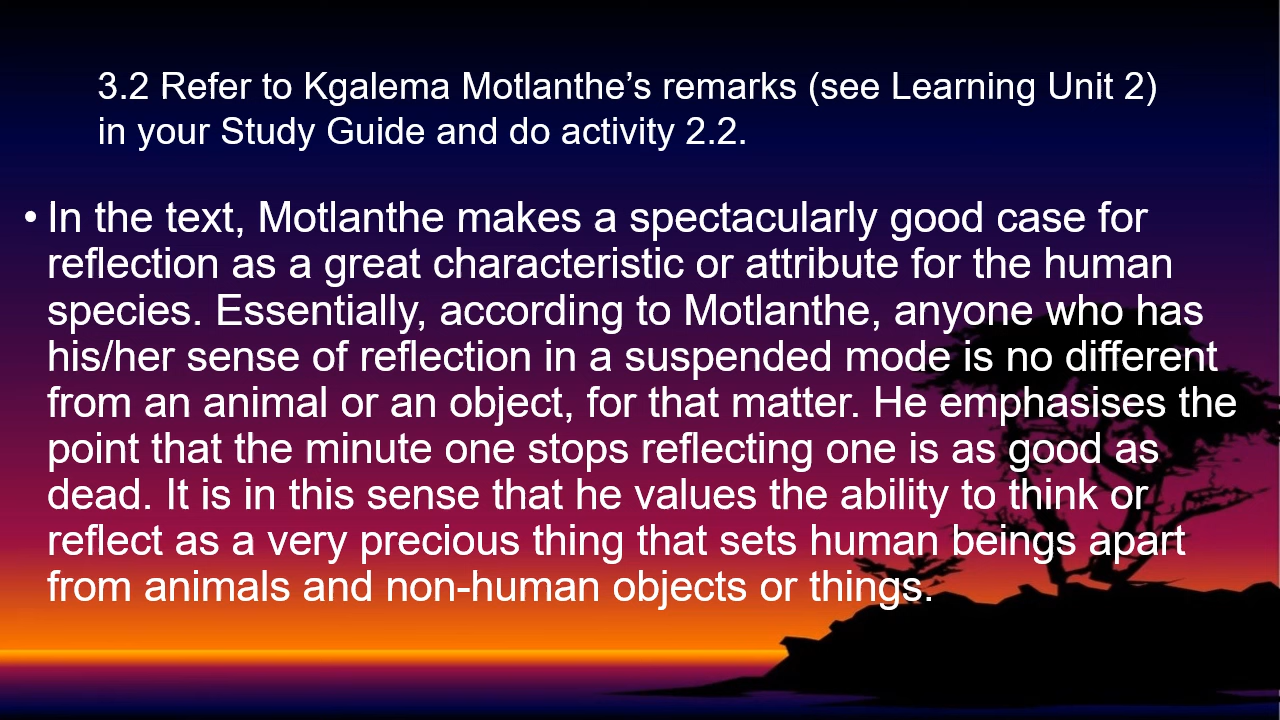 3.2 Refer to Kgalema Motlanthe’s remarks (see Learning Unit 2)
in your Study Guide and do activity 2.2.
• In the text, Motlanthe makes a spectacularly good case for
reflection as a great characteristic or attribute for the human
species. Essentially, according to Motlanthe, anyone who has
his/her sense of reflection in a suspended mode is no different
from an animal or an object, for that matter. He emphasises the
point that the minute one stops reflecting one is as good as
dead. It is in this sense that he values the ability to think or
reflect as a very precious thing that sets human beings apart
from animals and non-human objects or things.